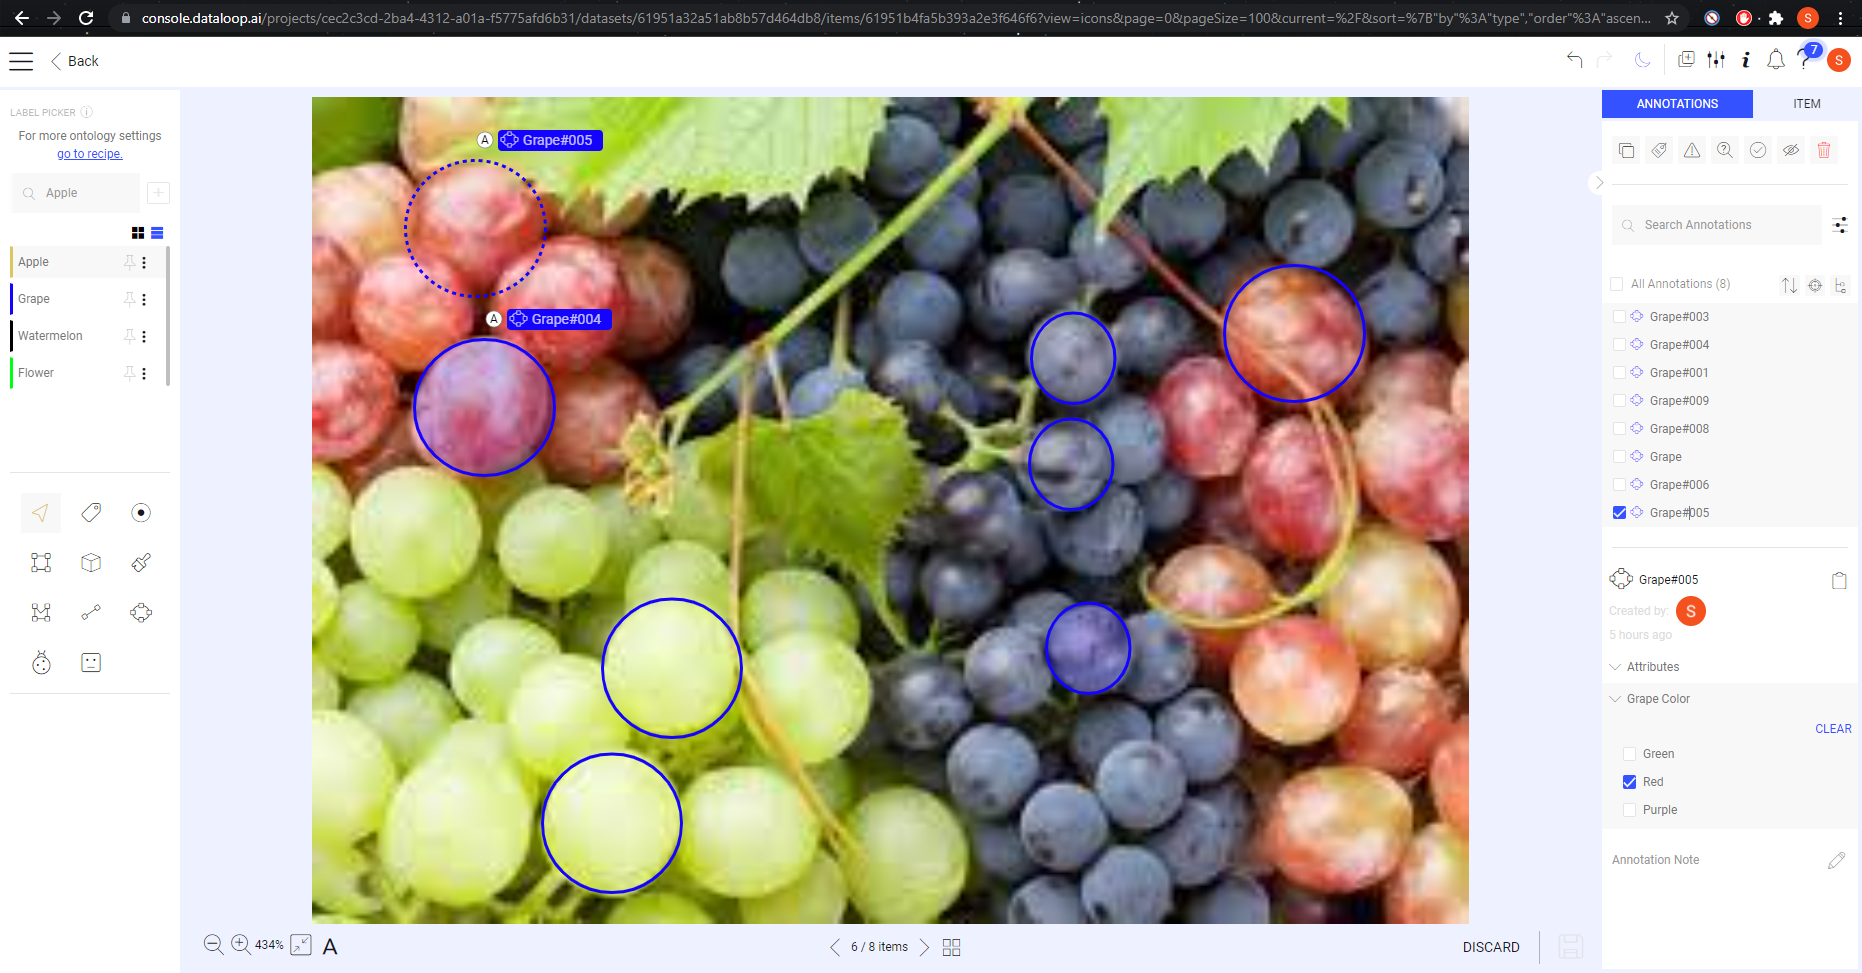 console.dataloop.ai/projects/cec2c3cd-2ba4-4312-a01a-f5775afd6b31/datasets/61951a32a51ab8b57d464db8/items/61951b4fa5b393a2e3f646f6?view=icons&page=0&pageSize=100&current=%2F&sort=%7B"by"%3A"type","order"%3A"ascen...
S
Back
7
S
LABEL PICKER
For more ontology settings
go to recipe.
Apple
Apple
Grape
Watermelon
Flower
A Grape#005
A Grape#004
434%
A
6 / 8 items
DISCARD
ANNOTATIONS
ITEM
Search Annotations
All Annotations (8)
Grape#003
Grape#004
Grape#001
Grape#009
Grape#008
Grape
Grape#006
Grape#005
Grape#005
Created by: S
5 hours ago
Attributes
Grape Color
CLEAR
Green
Red
Purple
Annotation Note